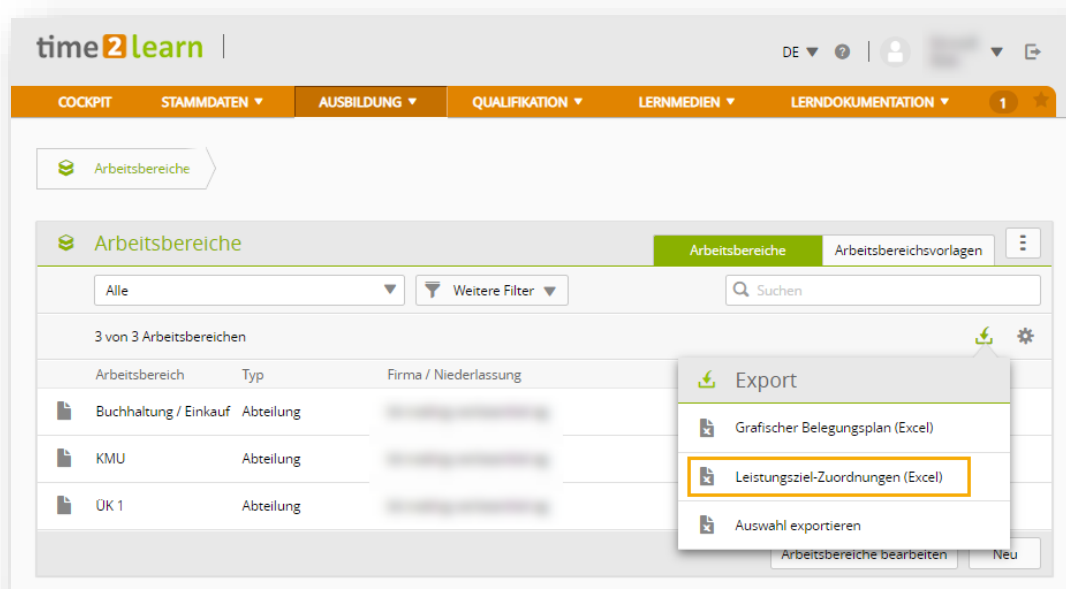 time2learn
DE
COCKPIT STAMMDATEN AUSBILDUNG QUALIFIKATION LERNMEDIEN LERNDOKUMENTATION 1
Arbeitsbereiche
Arbeitsbereiche Arbeitsbereiche Arbeitsbereichsvorlagen
Alle Weitere Filter Suchen
3 von 3 Arbeitsbereichen
Arbeitsbereich Typ Firma / Niederlassung
Export
Buchhaltung / Einkauf Abteilung
Grafischer Belegungsplan (Excel)
KMU Abteilung
Leistungsziel-Zuordnungen (Excel)
ÜK 1 Abteilung
Auswahl exportieren
Arbeitsbereiche bearbeiten Neu